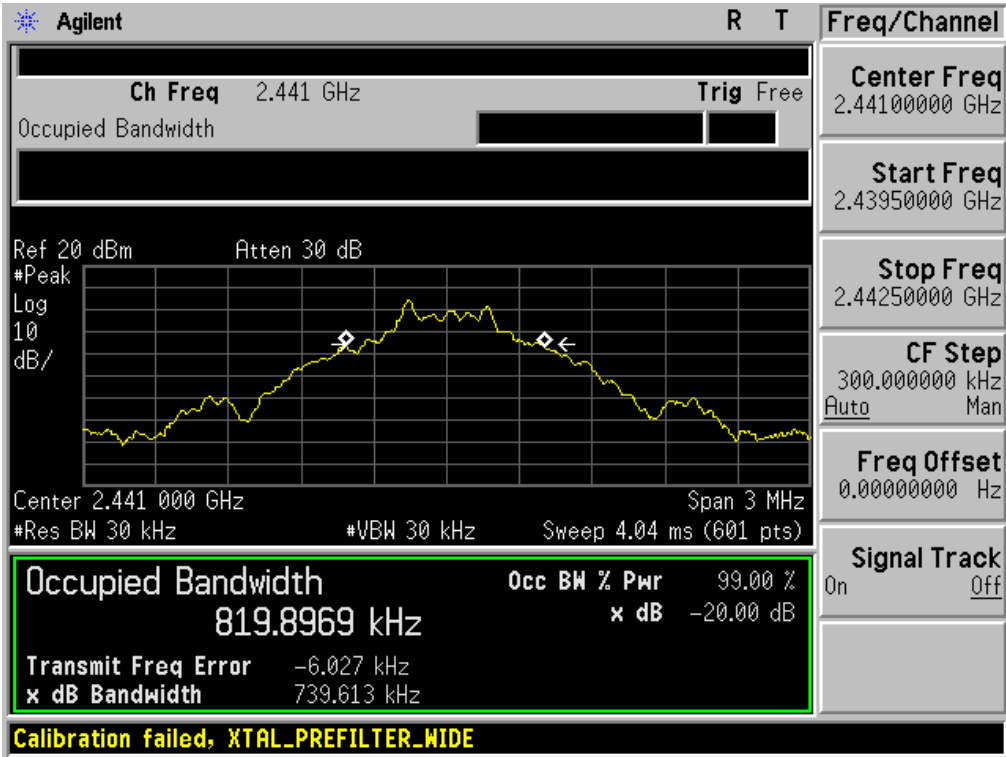 Agilent R T Freq/Channel
Ch Freq 2.441 GHz Trig Free
Occupied Bandwidth
Center Freq
2.44100000 GHz
Start Freq
2.43950000 GHz
Stop Freq
2.44250000 GHz
CF Step
300.000000 kHz
Auto Man
Freq Offset
0.00000000 Hz
Signal Track
On Off
Ref 20 dBm Atten 30 dB
#Peak
Log
10
dB/
Center 2.441 000 GHz Span 3 MHz
#Res BW 30 kHz #VBW 30 kHz Sweep 4.04 ms (601 pts)
Occupied Bandwidth
819.8969 kHz
Occ BW % Pwr 99.00 %
x dB -20.00 dB
Transmit Freq Error -6.027 kHz
x dB Bandwidth 739.613 kHz
Calibration failed, XTAL_PREFILTER_WIDE